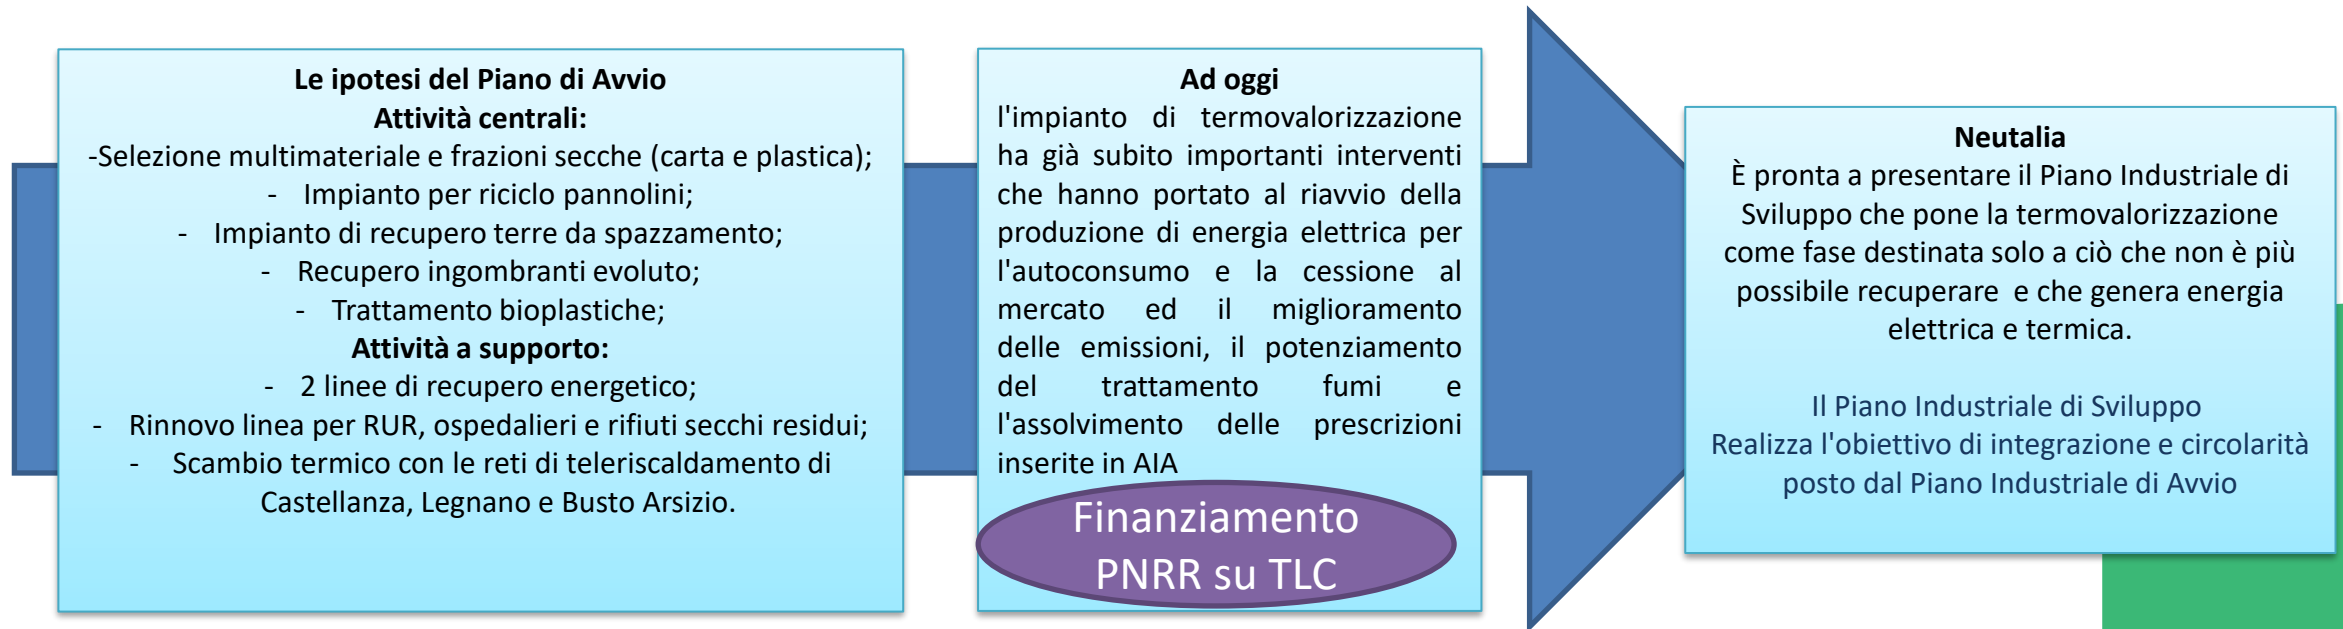 Le ipotesi del Piano di Avvio
Attività centrali:
-Selezione multimateriale e frazioni secche (carta e plastica);
- Impianto per riciclo pannolini;
- Impianto di recupero terre da spazzamento;
- Recupero ingombranti evoluto;
- Trattamento bioplastiche;
Attività a supporto:
- 2 linee di recupero energetico;
- Rinnovo linea per RUR, ospedalieri e rifiuti secchi residui;
- Scambio termico con le reti di teleriscaldamento di
Castellanza, Legnano e Busto Arsizio.
Ad oggi
l'impianto di termovalorizzazione
ha già subito importanti interventi
che hanno portato al riavvio della
produzione di energia elettrica per
l'autoconsumo e la cessione al
mercato ed il miglioramento
delle emissioni, il potenziamento
del trattamento fumi e
l'assolvimento delle prescrizioni
inserite in AIA
Finanziamento
PNRR su TLC
Neutalia
È pronta a presentare il Piano Industriale di
Sviluppo che pone la termovalorizzazione
come fase destinata solo a ciò che non è più
possibile recuperare e che genera energia
elettrica e termica.
Il Piano Industriale di Sviluppo
Realizza l'obiettivo di integrazione e circolarità
posto dal Piano Industriale di Avvio